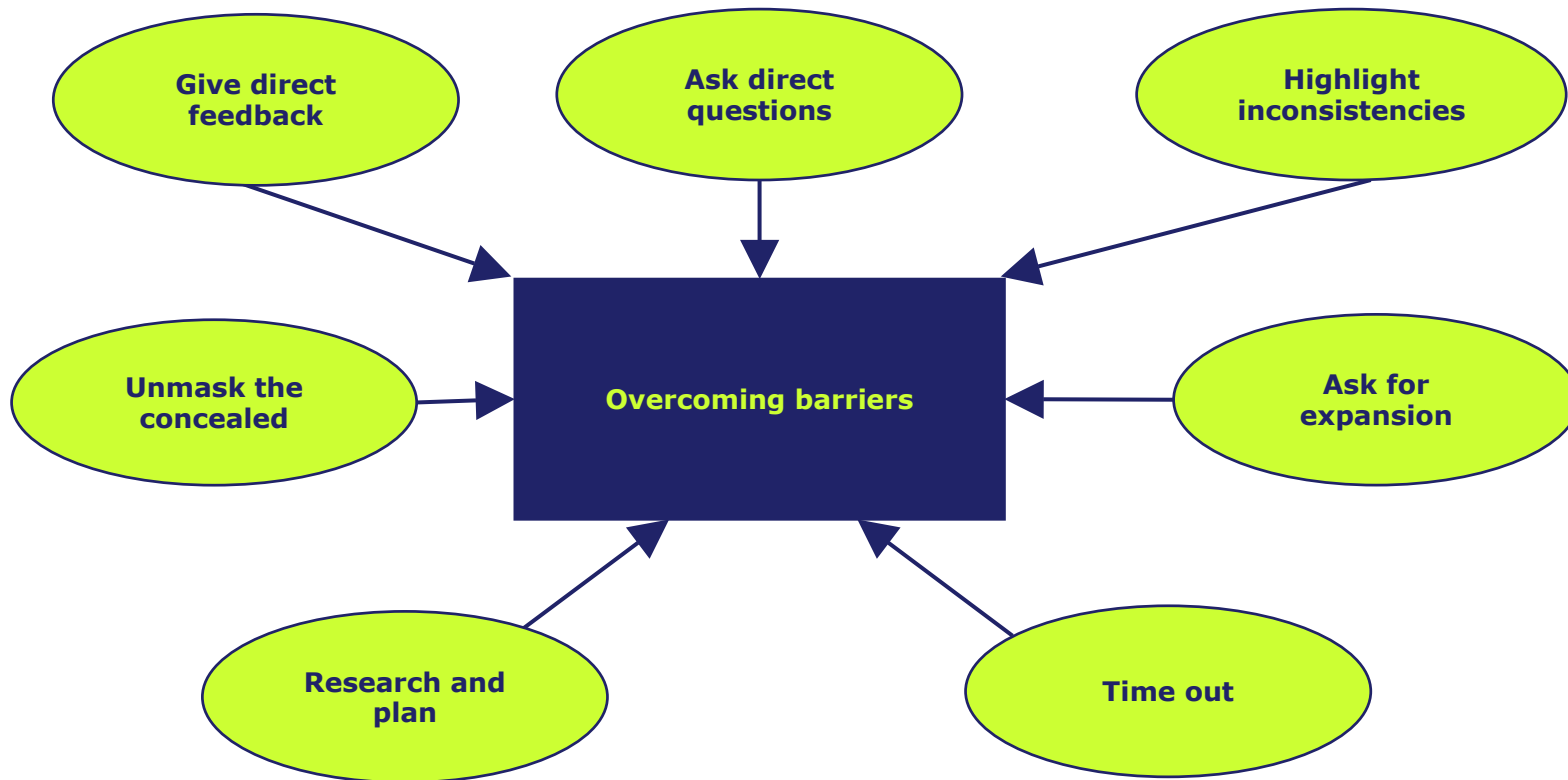 Give direct
feedback
Ask direct
questions
Highlight
inconsistencies
Unmask the
concealed
Overcoming barriers
Ask for
expansion
Research and
plan
Time out